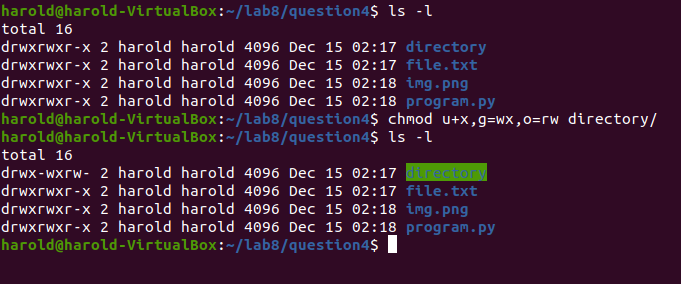 harold@harold-VirtualBox:~/lab8/question4$ ls -l
total 16
drwxrwxr-x 2 harold harold 4096 Dec 15 02:17 directory
drwxrwxr-x 2 harold harold 4096 Dec 15 02:17 file.txt
drwxrwxr-x 2 harold harold 4096 Dec 15 02:18 img.png
drwxrwxr-x 2 harold harold 4096 Dec 15 02:18 program.py
harold@harold-VirtualBox:~/lab8/question4$ chmod u+x,g=wx,o=rw directory/
harold@harold-VirtualBox:~/lab8/question4$ ls -l
total 16
drwx-wxrw- 2 harold harold 4096 Dec 15 02:17 directory
drwxrwxr-x 2 harold harold 4096 Dec 15 02:17 file.txt
drwxrwxr-x 2 harold harold 4096 Dec 15 02:18 img.png
drwxrwxr-x 2 harold harold 4096 Dec 15 02:18 program.py
harold@harold-VirtualBox:~/lab8/question4$